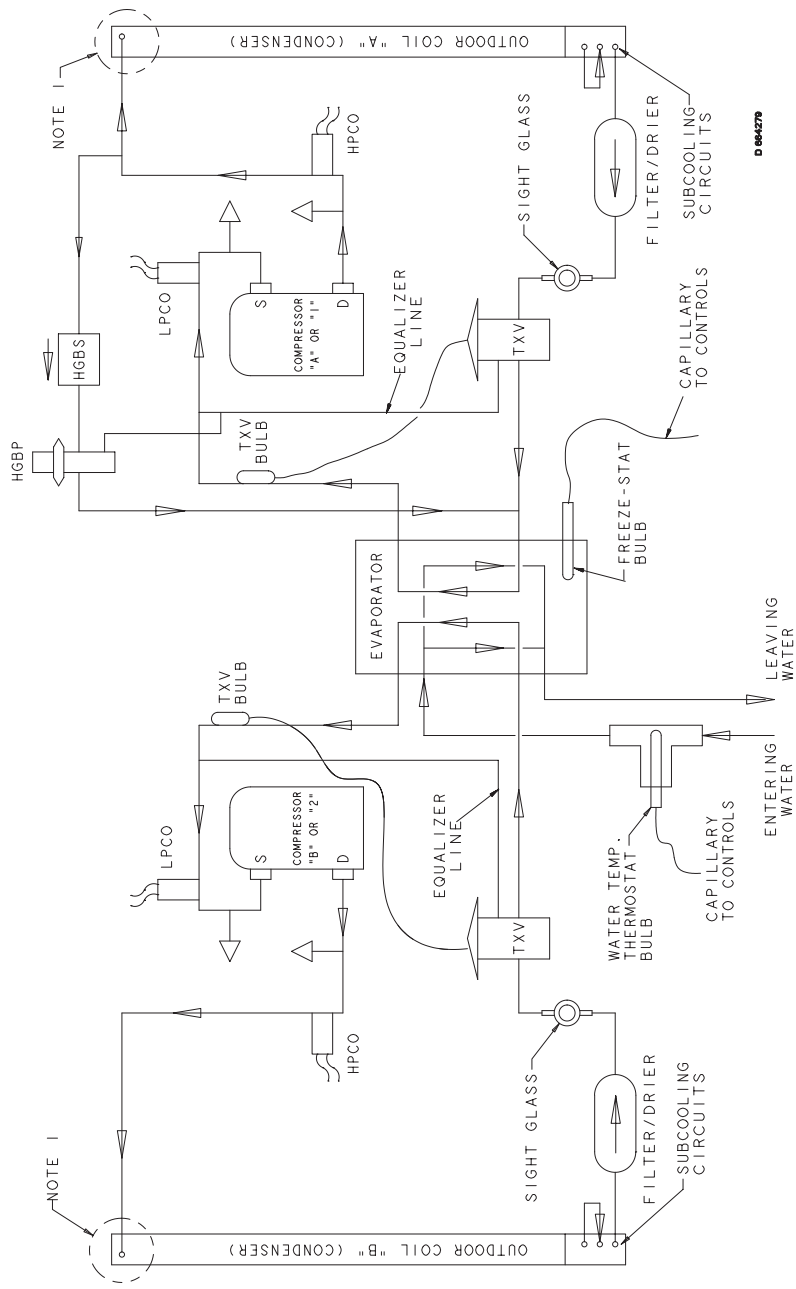 OUTDOOR COIL "A" (CONDENSER)
NOTE 1
HPCO
SIGHT GLASS
FILTER/DRIER
SUBCOOLING
CIRCUITS
D 664279
LPCO
S
D
COMPRESSOR
"A" OR "1"
EQUALIZER
LINE
TXV
HGBS
HGBP
TXV
BULB
CAPILLARY
TO CONTROLS
FREEZE-STAT
BULB
EVAPORATOR
LEAVING
WATER
ENTERING
WATER
TXV
BULB
LPCO
S
D
COMPRESSOR
"B" OR "2"
EQUALIZER
LINE
TXV
WATER TEMP.
THERMOSTAT
BULB
CAPILLARY
TO CONTROLS
HPCO
SIGHT GLASS
FILTER/DRIER
SUBCOOLING
CIRCUITS
NOTE 1
OUTDOOR COIL "B" (CONDENSER)